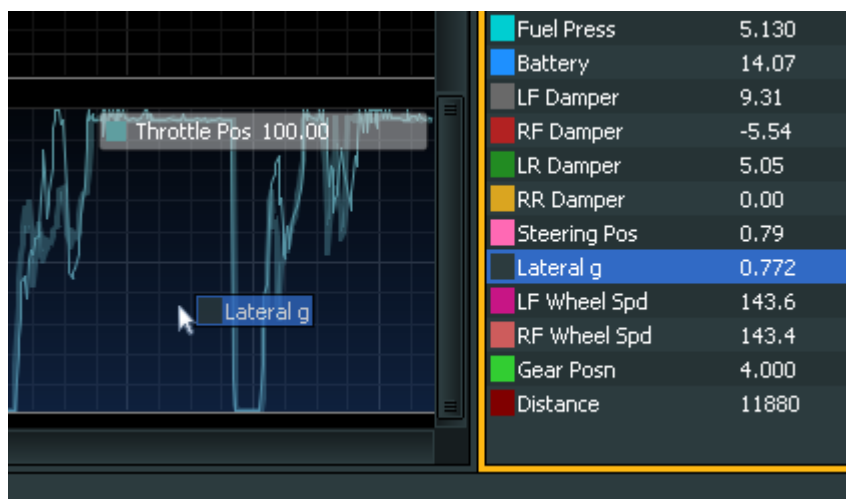 Throttle Pos 100.00
Lateral g
Fuel Press 5.130
Battery 14.07
LF Damper 9.31
RF Damper -5.54
LR Damper 5.05
RR Damper 0.00
Steering Pos 0.79
Lateral g 0.772
LF Wheel Spd 143.6
RF Wheel Spd 143.4
Gear Posn 4.000
Distance 11880